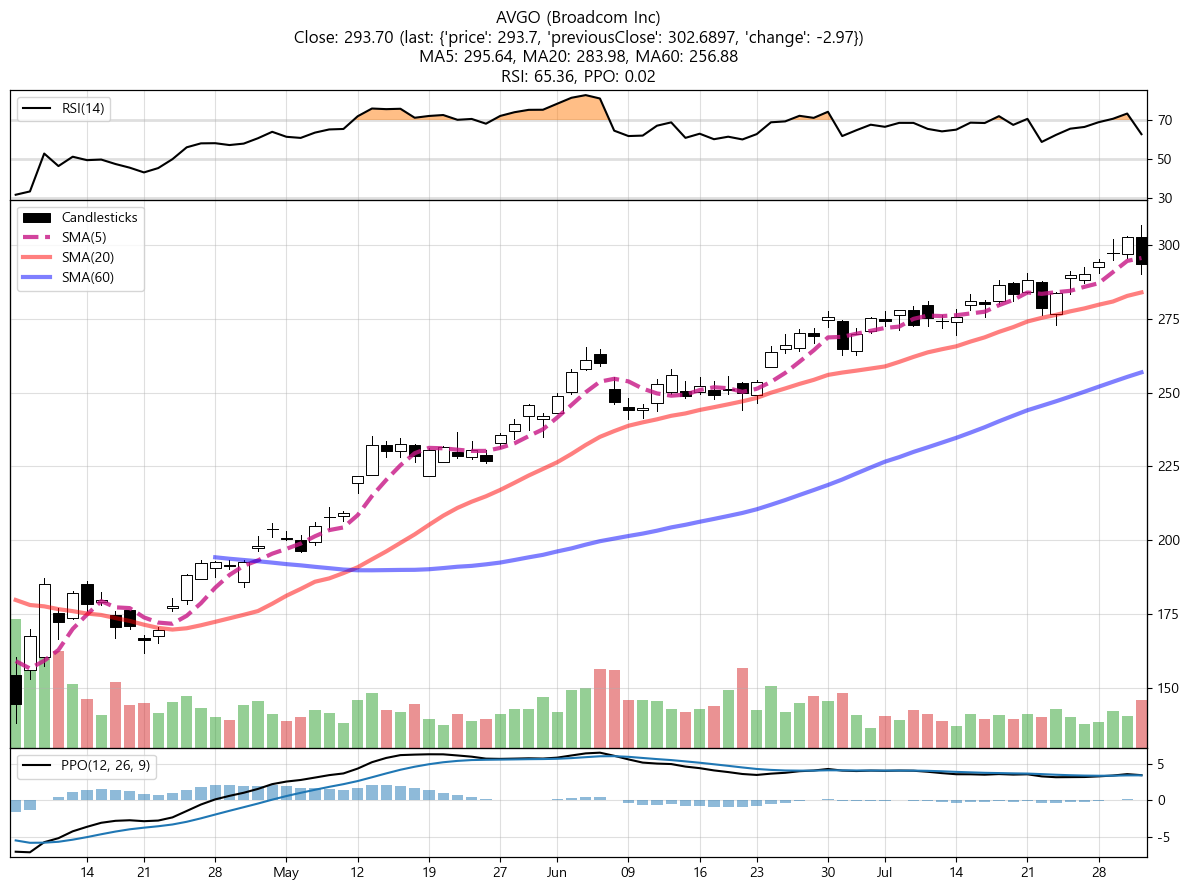 AVGO (Broadcom Inc)
Close: 293.70 (last: {'price': 293.7, 'previousClose': 302.6897, 'change': -2.97})
MA5: 295.64, MA20: 283.98, MA60: 256.88
RSI: 65.36, PPO: 0.02
RSI(14)
70
50
30
Candlesticks
SMA(5)
SMA(20)
SMA(60)
300
275
250
225
200
175
150
PPO(12, 26, 9)
5
0
-5
14 21 28 May 12 19 27 Jun 09 16 23 30 Jul 14 21 28